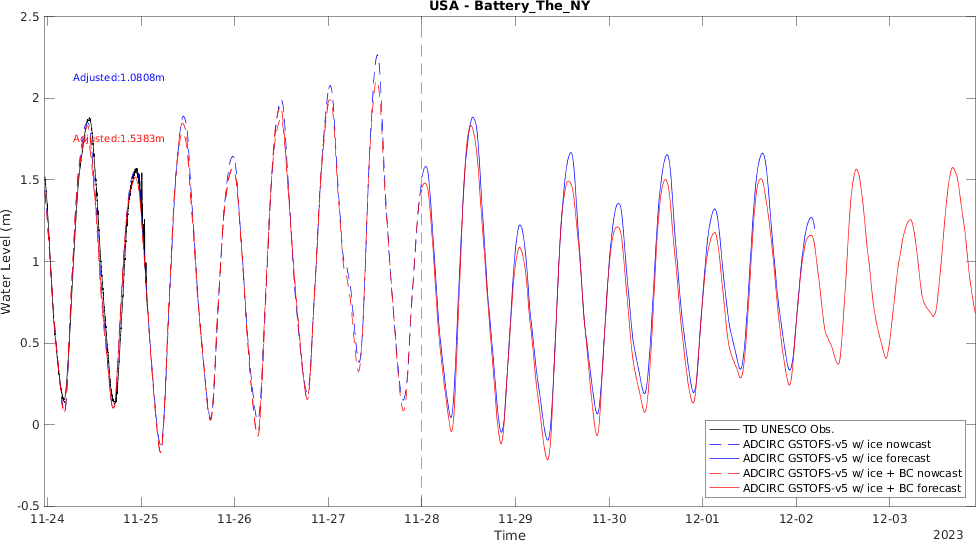 USA - Battery_The_NY
2.5
Adjusted:1.0808m
2
Adjusted:1.5383m
1.5
Water Level (m)
1
0.5
0
-0.5
TD UNESCO Obs.
ADCIRC GSTOFS-v5 w/ ice nowcast
ADCIRC GSTOFS-v5 w/ ice forecast
ADCIRC GSTOFS-v5 w/ ice + BC nowcast
ADCIRC GSTOFS-v5 w/ ice + BC forecast
11-24 11-25 11-26 11-27 11-28 11-29 11-30 12-01 12-02 12-03
Time
2023